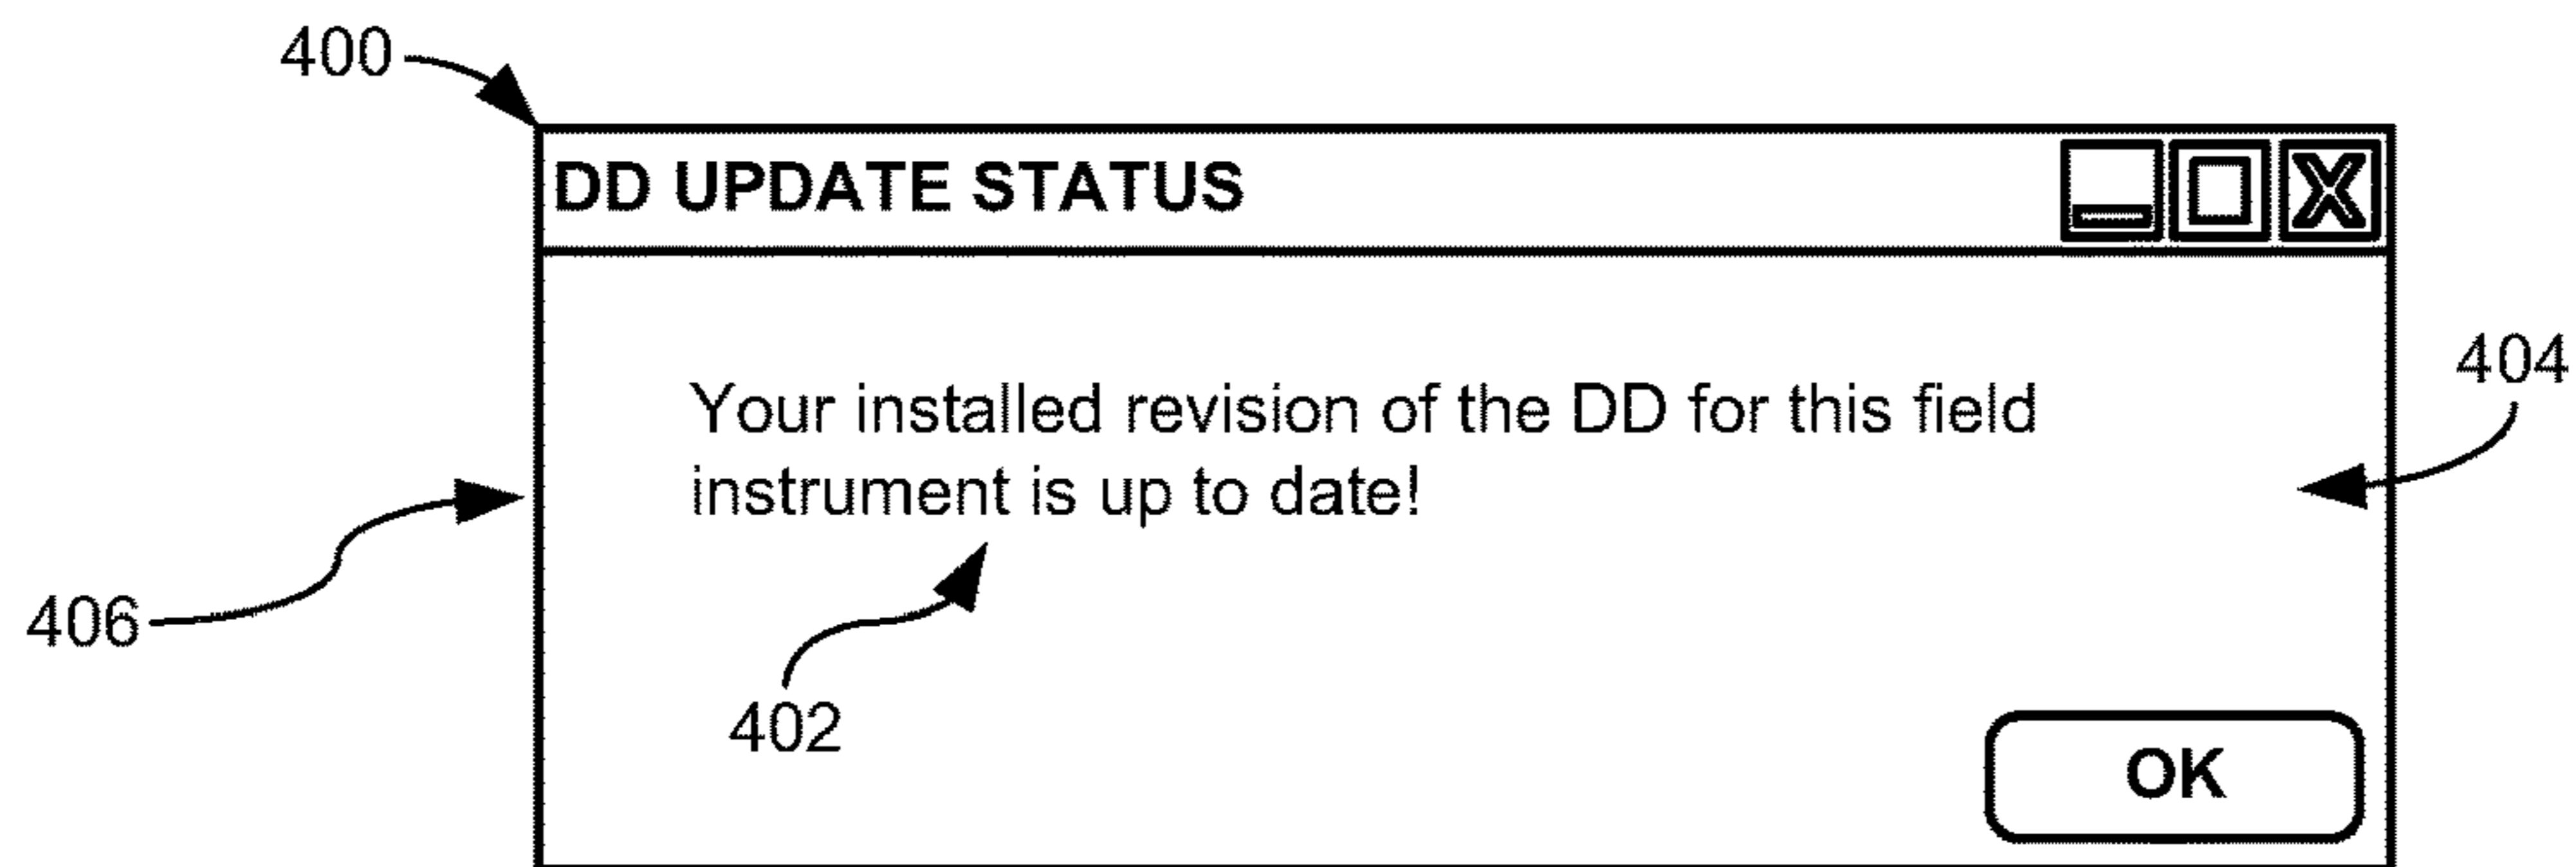 400
DD UPDATE STATUS
X
Your installed revision of the DD for this field
instrument is up to date!
404
406
402
OK